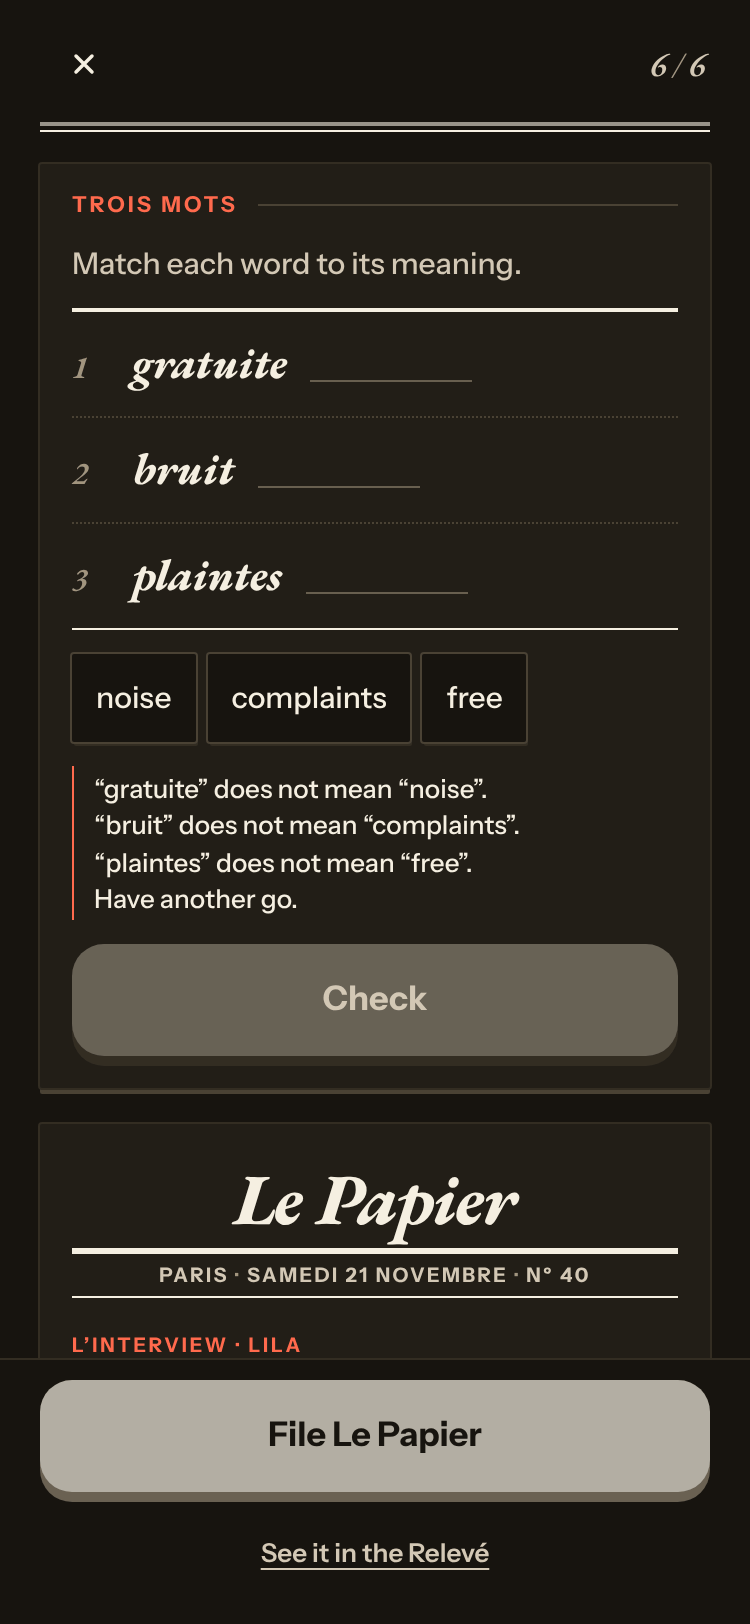 6/6
TROIS MOTS
Match each word to its meaning.
1 gratuite
2 bruit
3 plaintes
noise complaints free
“gratuite” does not mean “noise”.
“bruit” does not mean “complaints”.
“plaintes” does not mean “free”.
Have another go.
Check
Le Papier
PARIS · SAMEDI 21 NOVEMBRE · N° 40
L’INTERVIEW · LILA
File Le Papier
See it in the Relevé